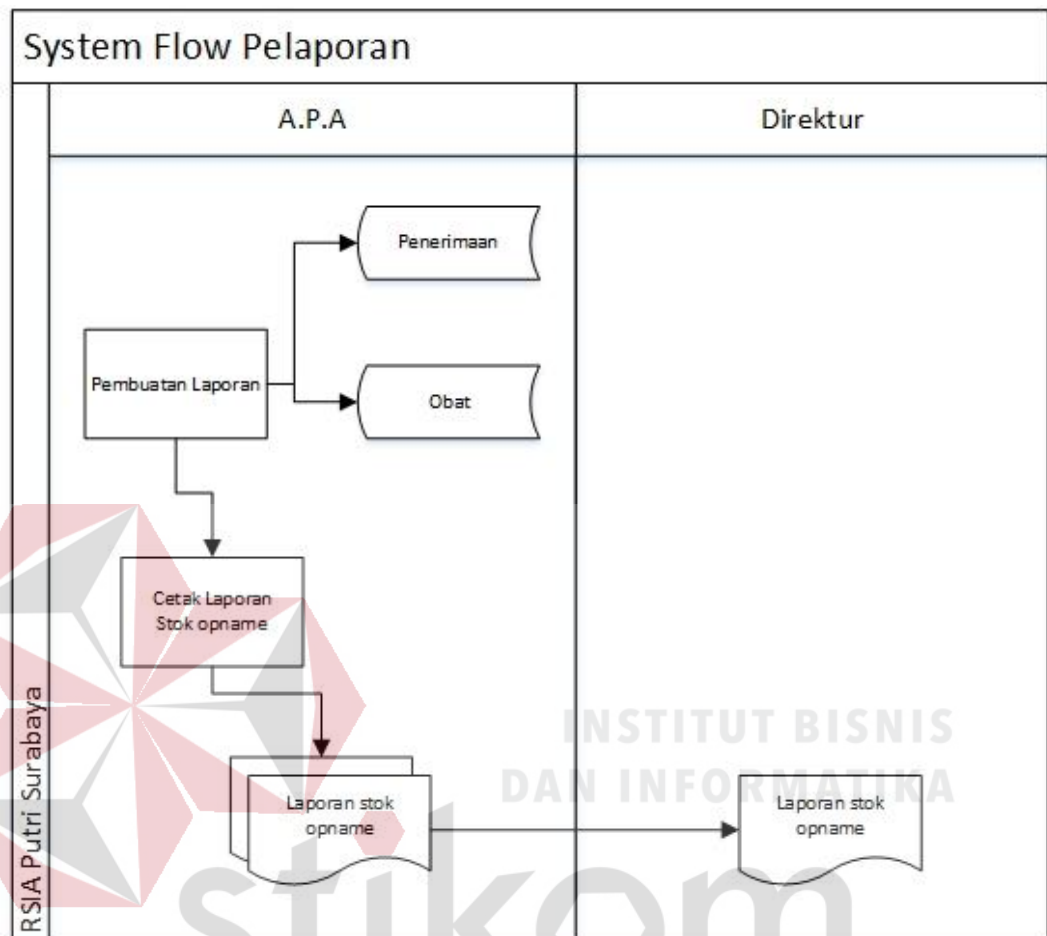 System Flow Pelaporan
A.P.A
Direktur
Penerimaan
Pembuatan Laporan
Obat
Cetak Laporan
Stok opname
RSIA Putri Surabaya
INSTITUT BISNIS
DAN INFORMATIKA
Laporan stok
opname
Laporan stok
opname
stikom